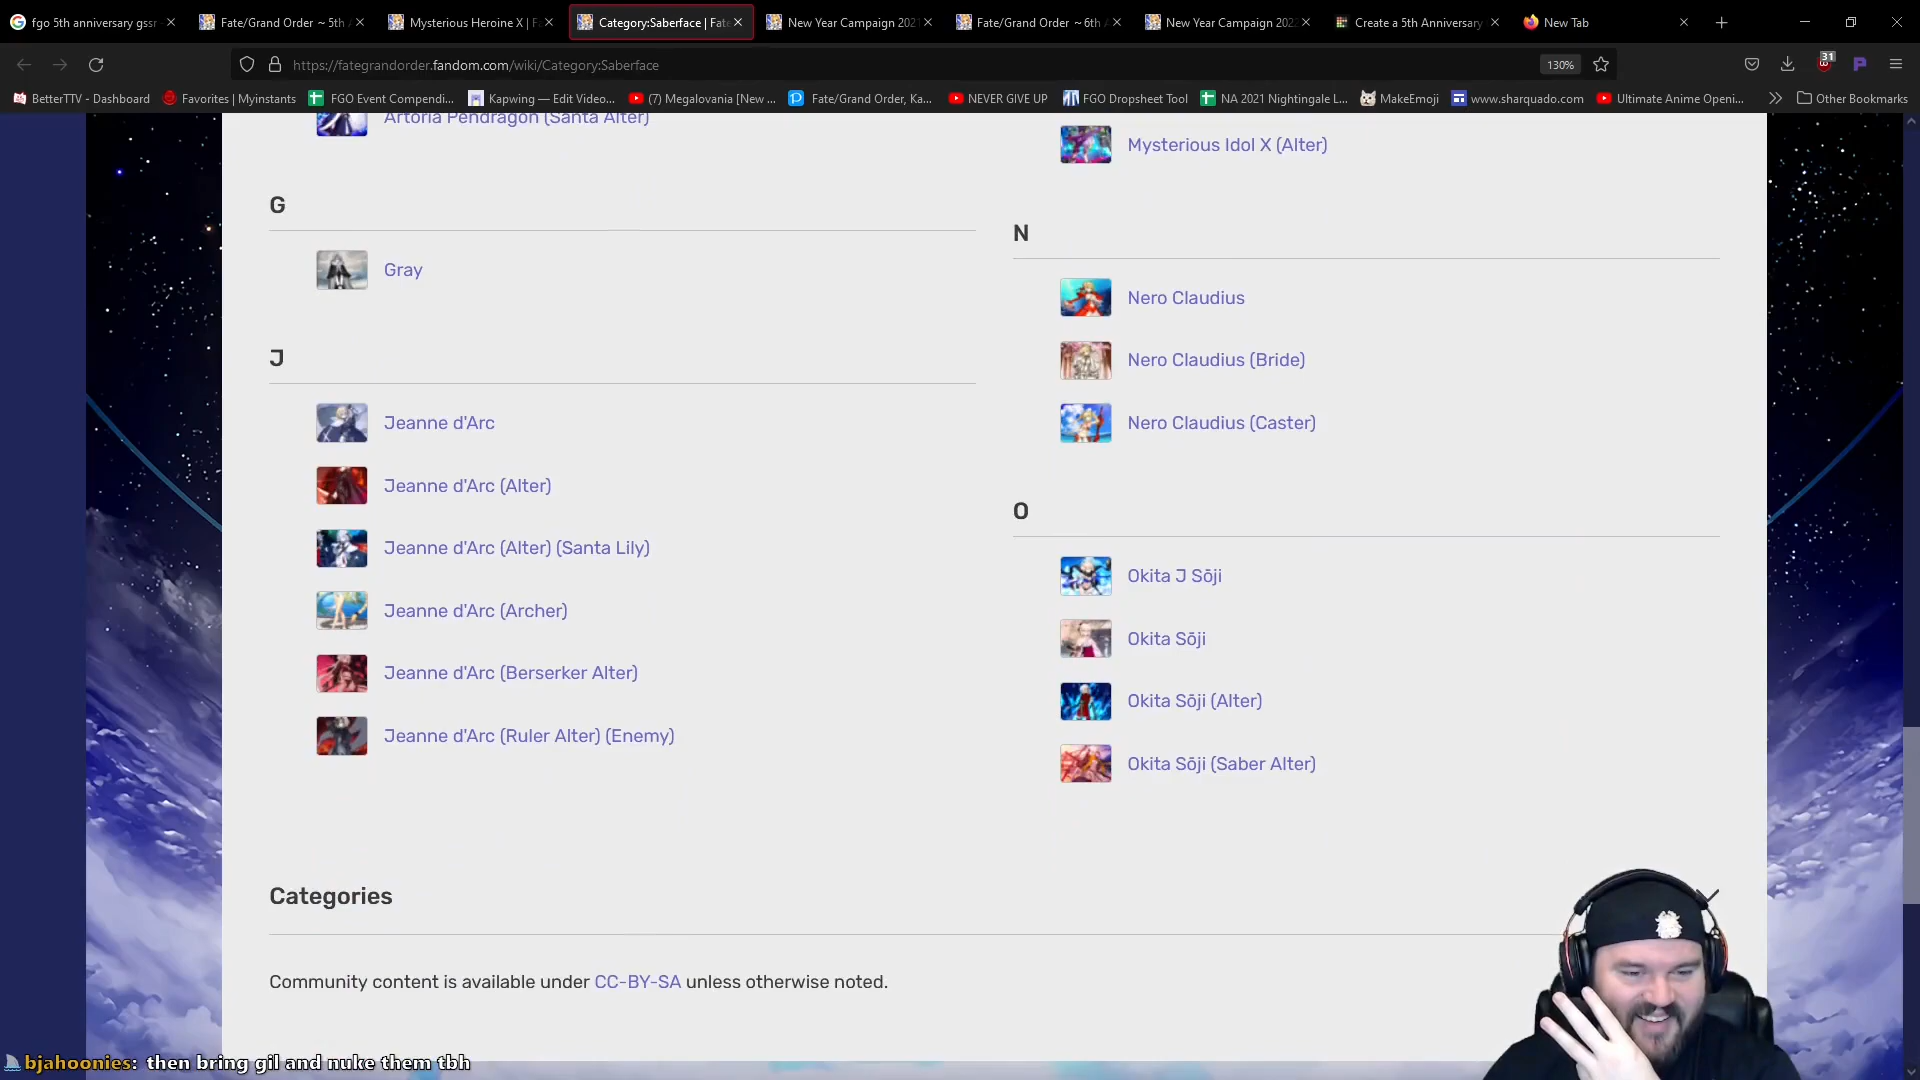 fgo 5th anniversary gssr
Fate/Grand Order ~ 5th A
Mysterious Heroine X | Fa
Category:Saberface | Fate
New Year Campaign 2021
Fate/Grand Order ~ 6th A
New Year Campaign 202
Create a 5th Anniversary
New Tab
https://fategrandorder.fandom.com/wiki/Category:Saberface
130%
31
BetterTTV - Dashboard
Favorites | Myinstants
FGO Event Compendi...
Kapwing — Edit Video...
(7) Megalovania [New ...
Fate/Grand Order, Ka...
NEVER GIVE UP
FGO Dropsheet Tool
NA 2021 Nightingale L...
MakeEmoji
www.sharquado.com
Ultimate Anime Openi...
Other Bookmarks
Artoria Pendragon (Santa Alter)
G
Gray
J
Jeanne d'Arc
Jeanne d'Arc (Alter)
Jeanne d'Arc (Alter) (Santa Lily)
Jeanne d'Arc (Archer)
Jeanne d'Arc (Berserker Alter)
Jeanne d'Arc (Ruler Alter) (Enemy)
Mysterious Idol X (Alter)
N
Nero Claudius
Nero Claudius (Bride)
Nero Claudius (Caster)
O
Okita J Sōji
Okita Sōji
Okita Sōji (Alter)
Okita Sōji (Saber Alter)
Categories
Community content is available under CC-BY-SA unless otherwise noted.
bjahoonies: then bring gil and nuke them tbh